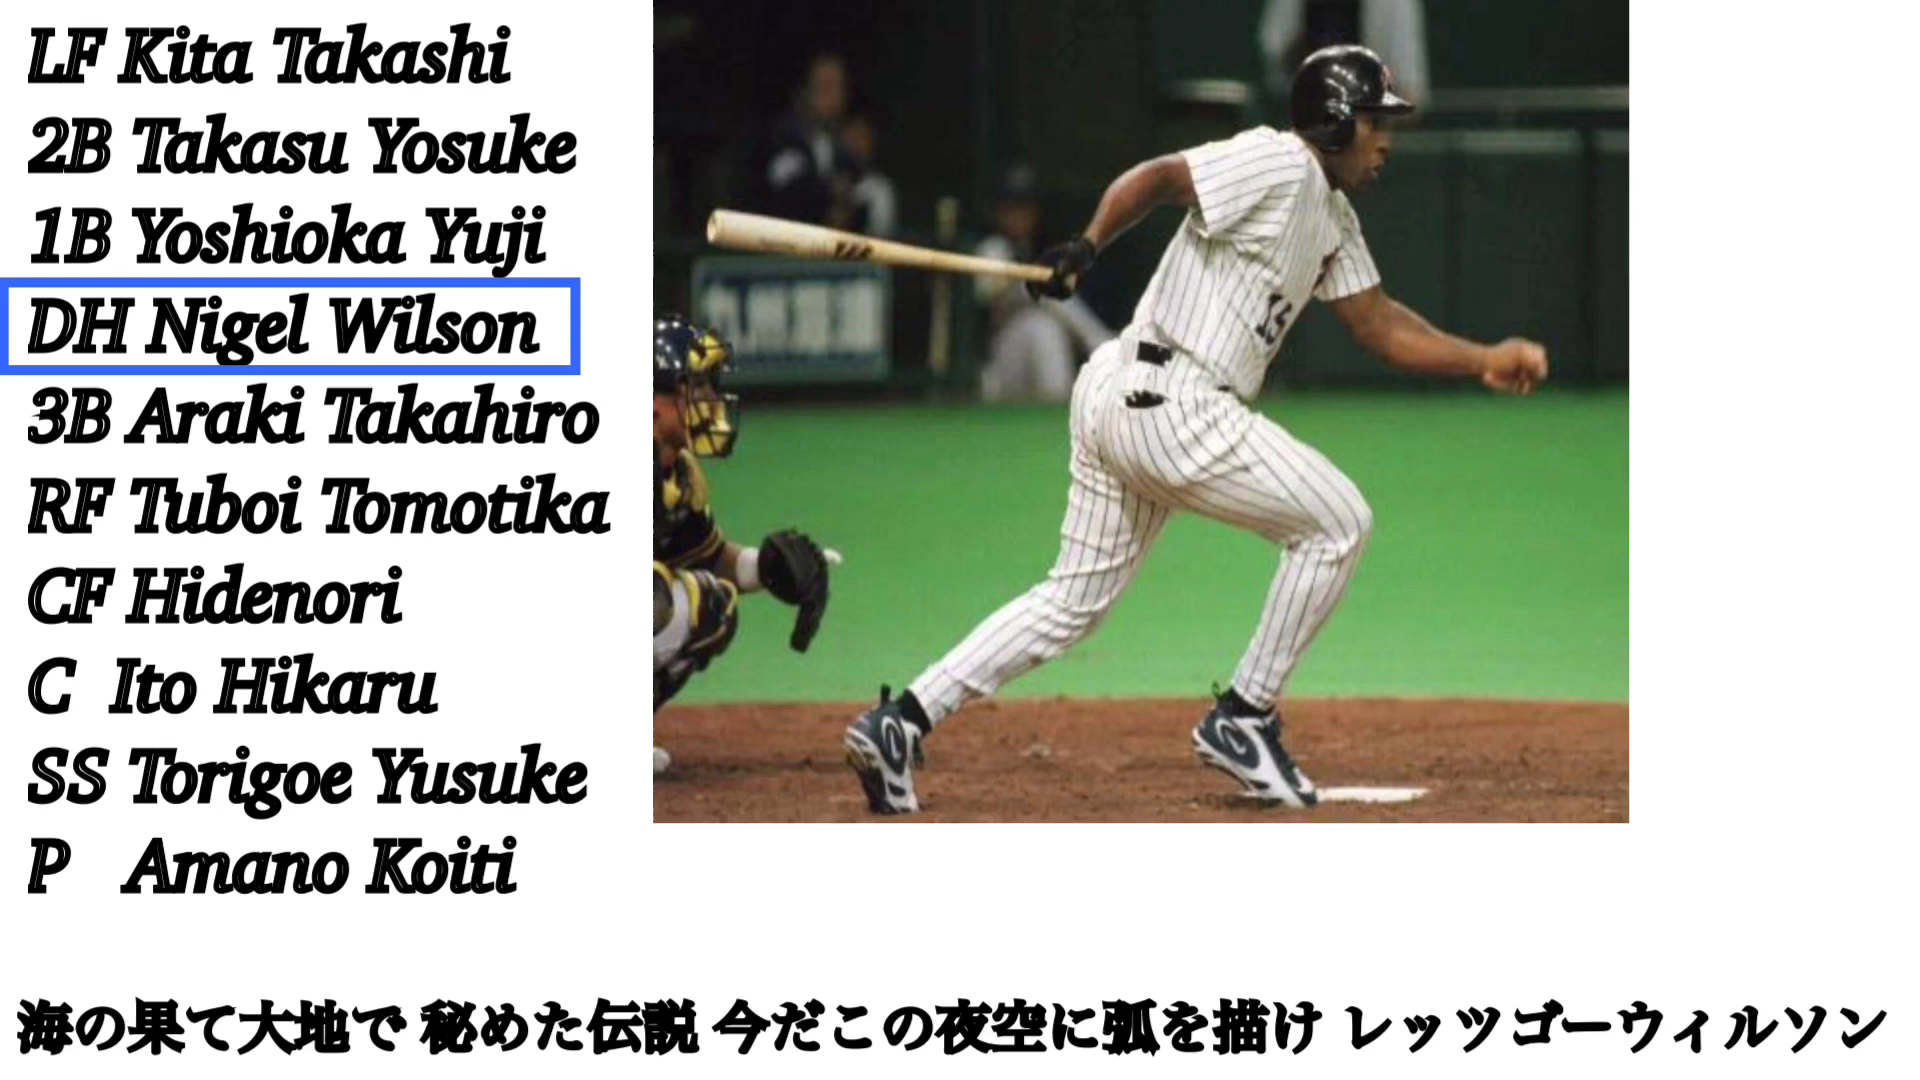 LF Kita Takashi
2B Takasu Yosuke
1B Yoshioka Yuji
DH Nigel Wilson
3B Araki Takahiro
RF Tuboi Tomotika
CF Hidenori
C Ito Hikaru
SS Torigoe Yusuke
P Amano Koiti
15
海の果て大地で 秘めた伝説 今だこの夜空に弧を描け レッツゴーウィルソン